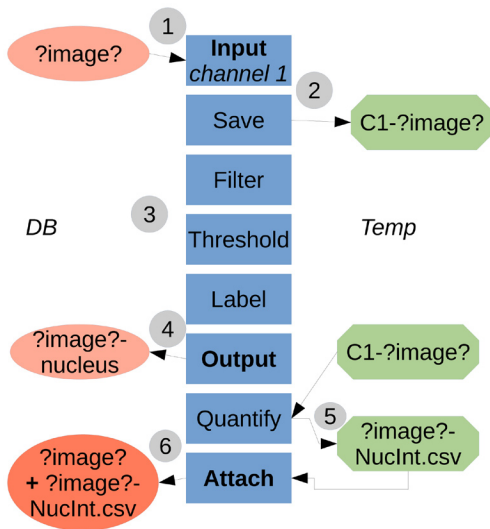 1
?image?
Input
channel 1
2
Save
C1-?image?
Filter
DB
3
Threshold
Temp
Label
?image?-
nucleus
4
Output
C1-?image?
Quantify
5
?image?-
NucInt.csv
?image?
+ ?image?-
NucInt.csv
6
Attach